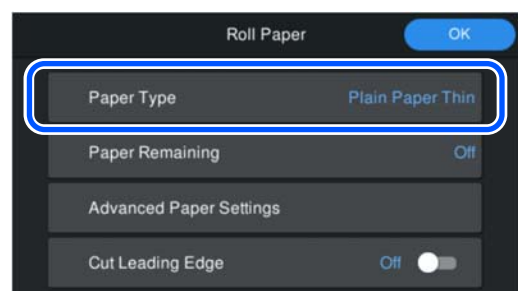 Roll Paper OK
Paper Type Plain Paper Thin
Paper Remaining Off
Advanced Paper Settings
Cut Leading Edge Off